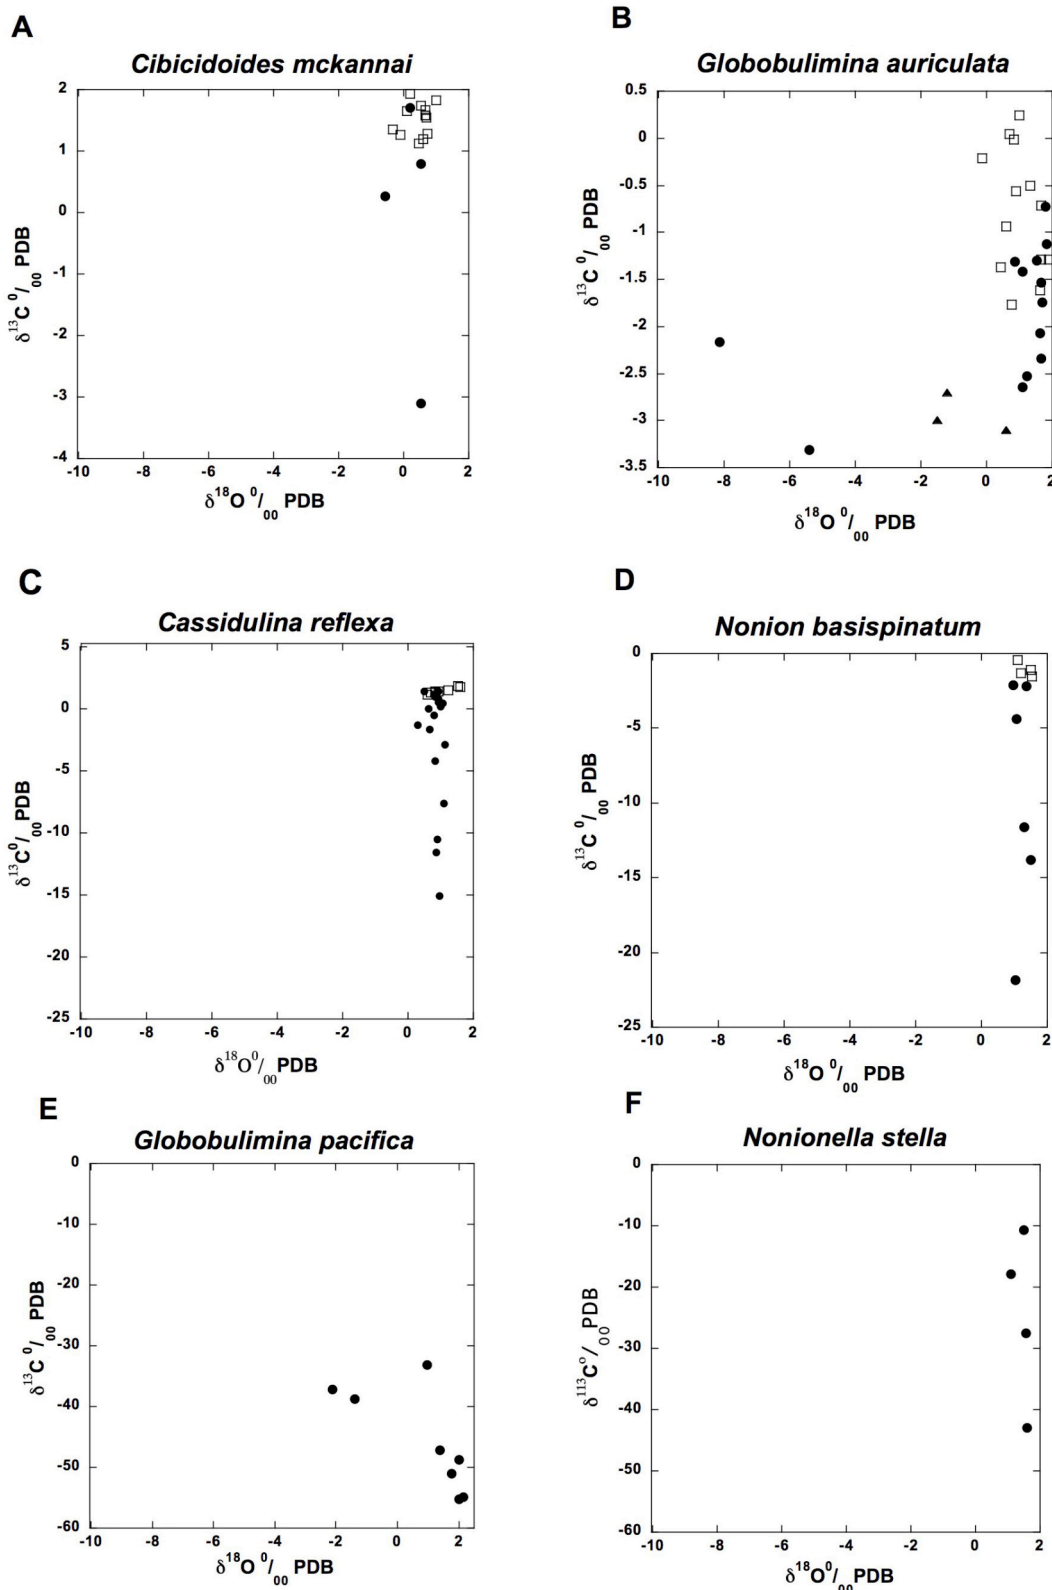 A
Cibicidoides mckannai
2
1
0
-1
-2
-3
-4
δ13C 0/00 PDB
-10 -8 -6 -4 -2 0 2
δ18O 0/00 PDB
B
Globobulimina auriculata
0.5
0
-0.5
-1
-1.5
-2
-2.5
-3
-3.5
δ13C 0/00 PDB
-10 -8 -6 -4 -2 0 2
δ18O 0/00 PDB
C
Cassidulina reflexa
5
0
-5
-10
-15
-20
-25
δ13C0/00 PDB
-10 -8 -6 -4 -2 0 2
δ18O0/00 PDB
D
Nonion basispinatum
0
-5
-10
-15
-20
-25
δ13C 0/00 PDB
-10 -8 -6 -4 -2 0 2
δ18O 0/00 PDB
E
Globobulimina pacifica
0
-10
-20
-30
-40
-50
-60
δ13C 0/00 PDB
-10 -8 -6 -4 -2 0 2
δ18O 0/00 PDB
F
Nonionella stella
0
-10
-20
-30
-40
-50
-60
δ113Co/00PDB
-10 -8 -6 -4 -2 0 2
δ18O0/00 PDB